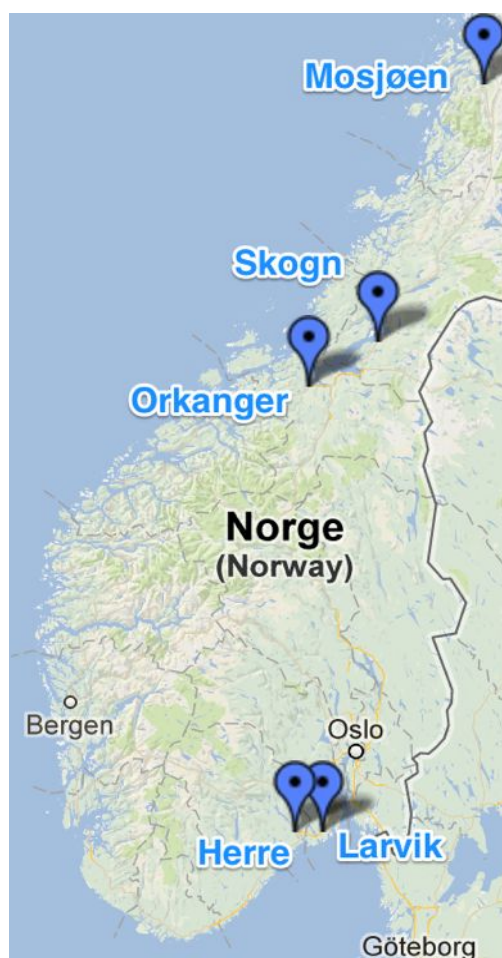 Mosjøen
Skogn
Orkanger
Norge
(Norway)
Bergen
Oslo
Herre
Larvik
Göteborg